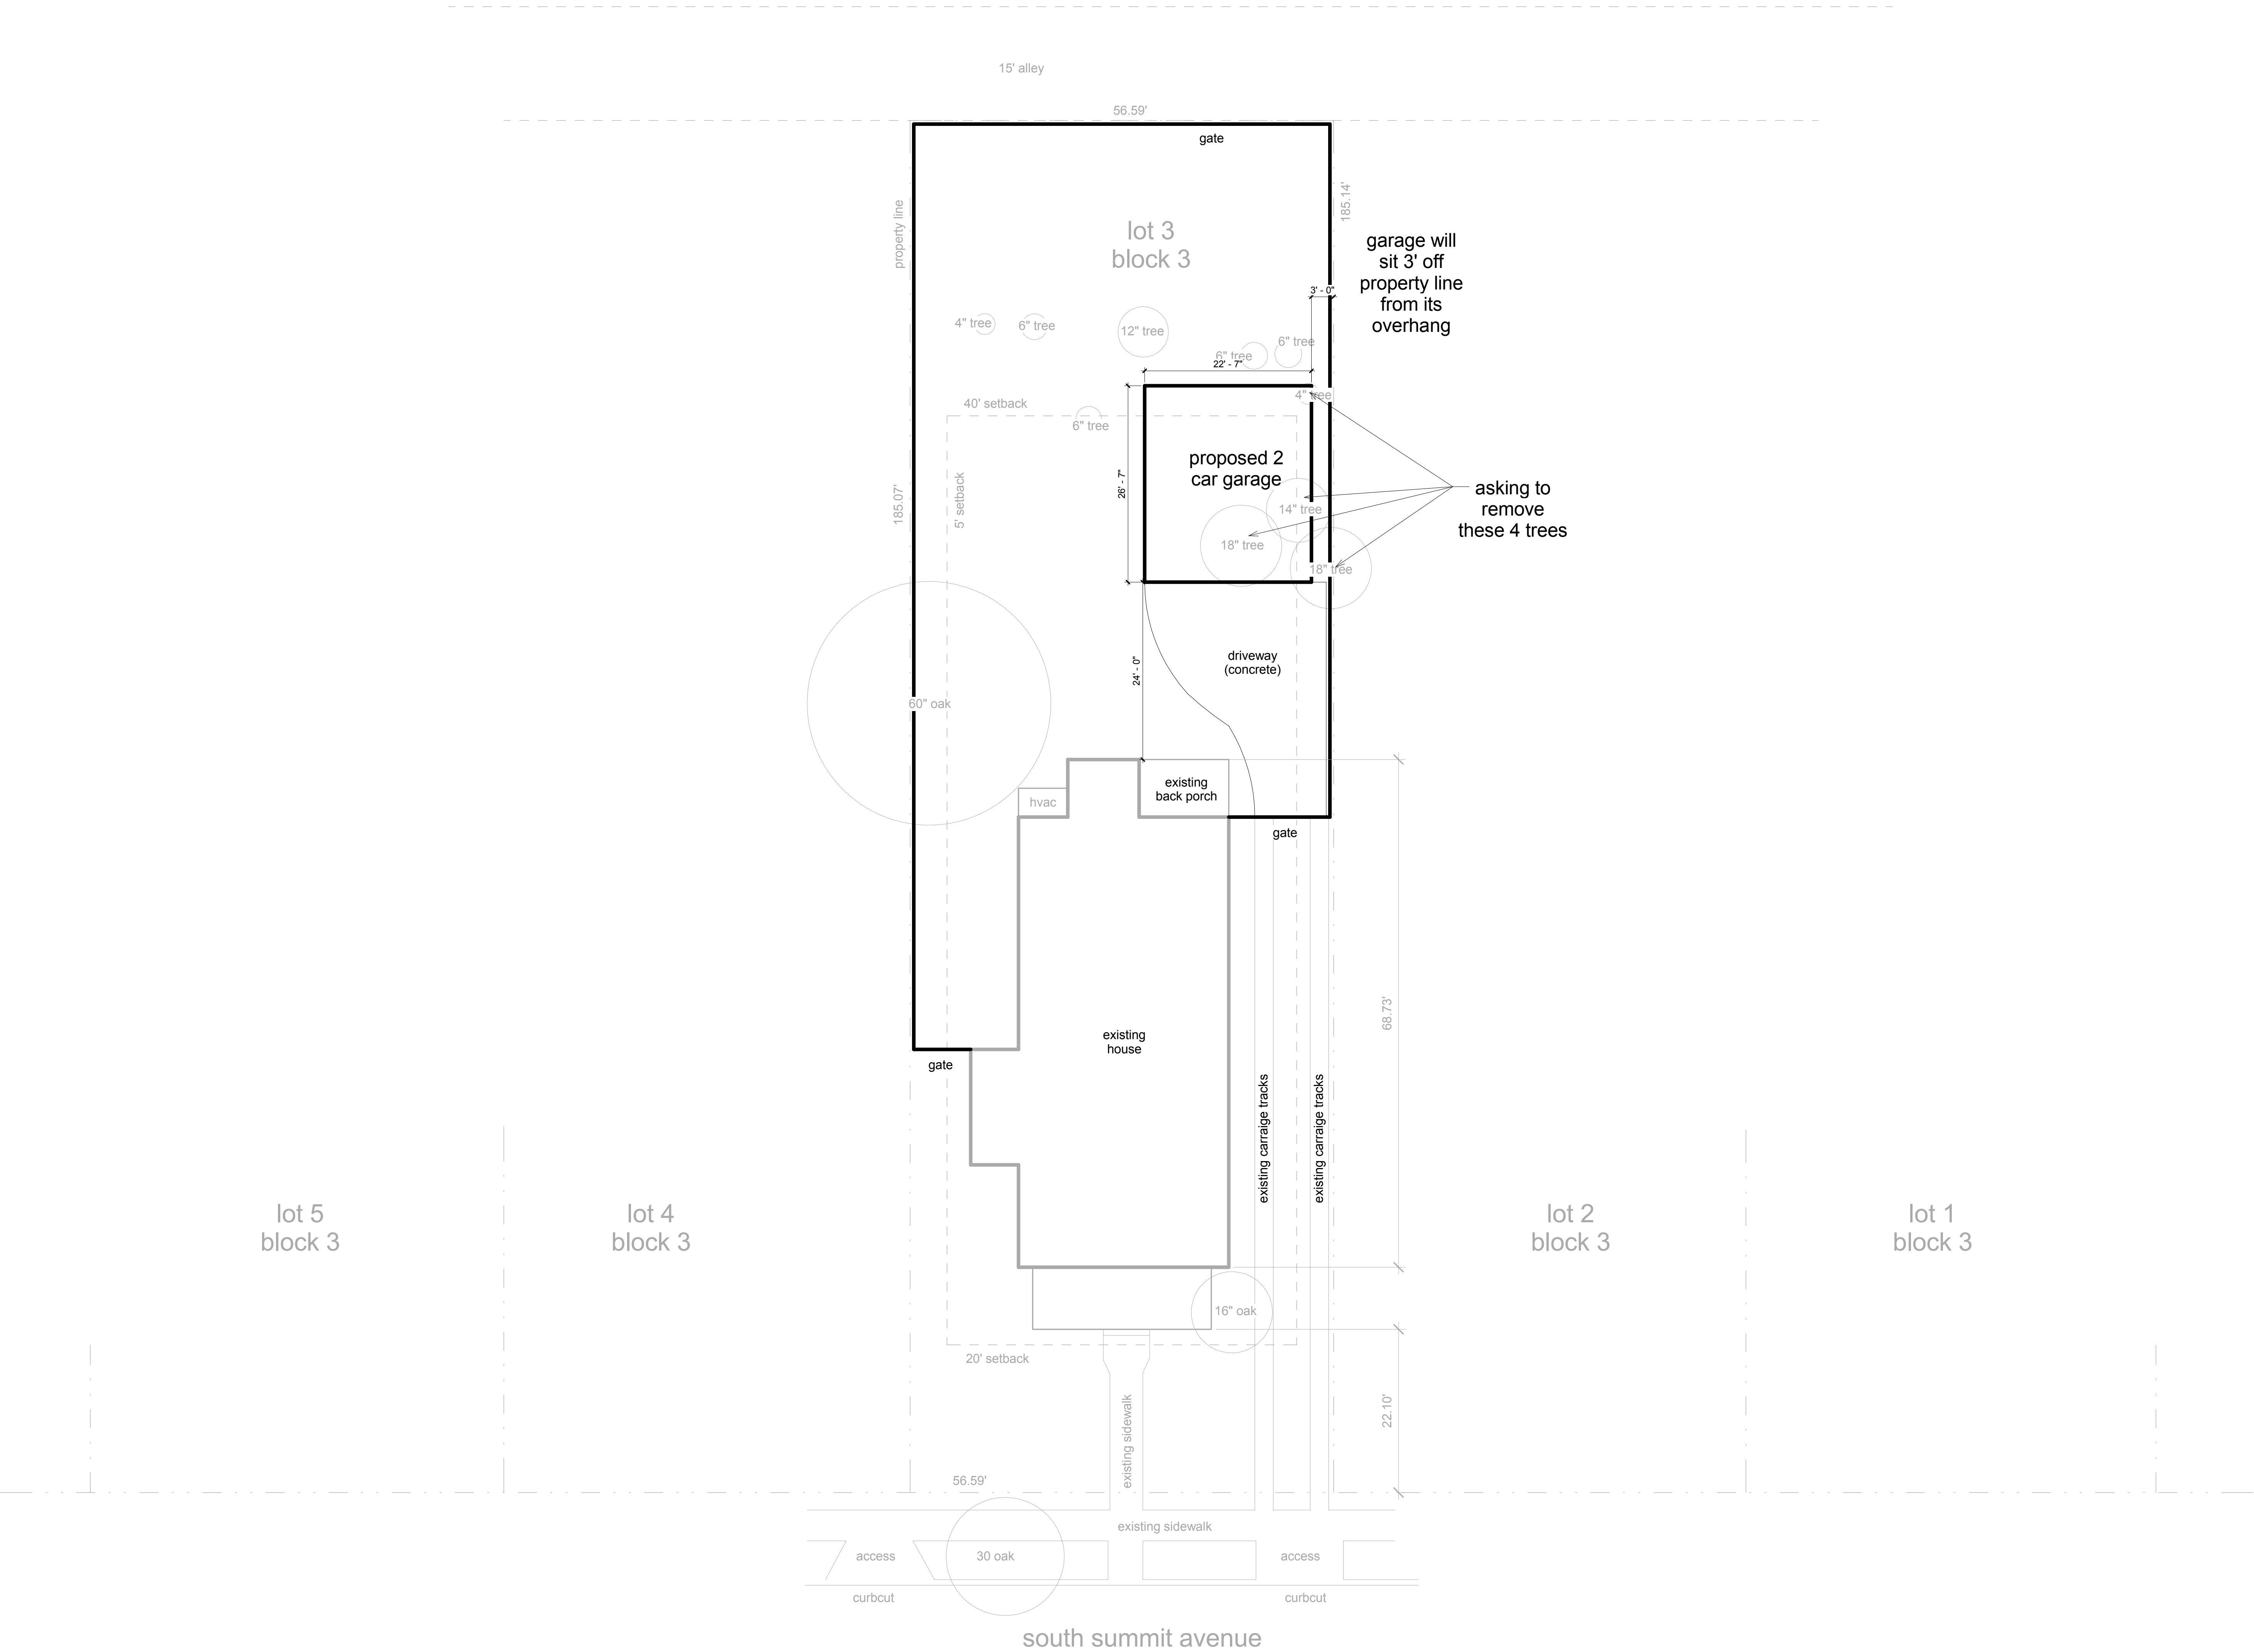 15' alley
56.59'
gate
property line
185.14'
lot 3
block 3
garage will
sit 3' off
property line
from its
overhang
3' - 0"
4" tree
6" tree
12" tree
6" tree
6" tree
22' - 7"
4" tree
40' setback
6" tree
proposed 2
car garage
26' - 7"
185.07'
5' setback
14" tree
asking to
remove
these 4 trees
18" tree
18" tree
driveway
(concrete)
24' - 0"
60" oak
existing
back porch
hvac
gate
68.73'
existing
house
gate
existing carraige tracks
existing carraige tracks
lot 5
block 3
lot 4
block 3
lot 2
block 3
lot 1
block 3
16" oak
20' setback
22.10'
existing sidewalk
56.59'
existing sidewalk
access
30 oak
access
curbcut
curbcut
south summit avenue